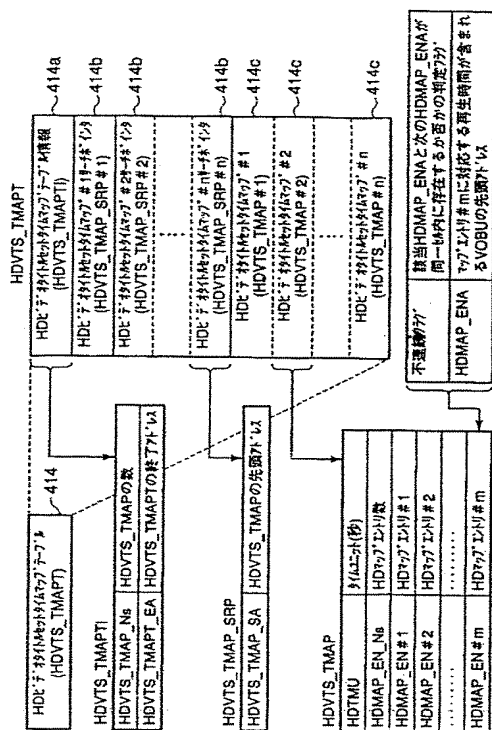 HDﾋﾞﾃﾞｵﾀｲﾄﾙｾｯﾄﾀｲﾑﾏｯﾌﾟﾃｰﾌﾞﾙ
(HDVTS_TMAPT)
414
HDVTS_TMAPT
HDﾋﾞﾃﾞｵﾀｲﾄﾙｾｯﾄﾀｲﾑﾏｯﾌﾟﾃｰﾌﾞﾙ情報
(HDVTS_TMAPTI)
414a
HDﾋﾞﾃﾞｵﾀｲﾄﾙｾｯﾄﾀｲﾑﾏｯﾌﾟ#1ｻｰﾁﾎﾟｲﾝﾀ
(HDVTS_TMAP_SRP#1)
414b
HDﾋﾞﾃﾞｵﾀｲﾄﾙｾｯﾄﾀｲﾑﾏｯﾌﾟ#2ｻｰﾁﾎﾟｲﾝﾀ
(HDVTS_TMAP_SRP#2)
414b
HDﾋﾞﾃﾞｵﾀｲﾄﾙｾｯﾄﾀｲﾑﾏｯﾌﾟ#nｻｰﾁﾎﾟｲﾝﾀ
(HDVTS_TMAP_SRP#n)
414b
HDﾋﾞﾃﾞｵﾀｲﾄﾙｾｯﾄﾀｲﾑﾏｯﾌﾟ#1
(HDVTS_TMAP#1)
414c
HDﾋﾞﾃﾞｵﾀｲﾄﾙｾｯﾄﾀｲﾑﾏｯﾌﾟ#2
(HDVTS_TMAP#2)
414c
HDﾋﾞﾃﾞｵﾀｲﾄﾙｾｯﾄﾀｲﾑﾏｯﾌﾟ#n
(HDVTS_TMAP#n)
414c
HDVTS_TMAPTI
HDVTS_TMAP_Ns HDVTS_TMAPの数
HDVTS_TMAPT_EA HDVTS_TMAPTの終了ｱﾄﾞﾚｽ
HDVTS_TMAP_SRP
HDVTS_TMAP_SA HDVTS_TMAPの先頭ｱﾄﾞﾚｽ
HDVTS_TMAP
HDTMU ﾀｲﾑﾕﾆｯﾄ(秒)
HDMAP_EN_Ns HDﾏｯﾌﾟｴﾝﾄﾘ数
HDMAP_EN#1 HDﾏｯﾌﾟｴﾝﾄﾘ#1
HDMAP_EN#2 HDﾏｯﾌﾟｴﾝﾄﾘ#2
HDMAP_EN#m HDﾏｯﾌﾟｴﾝﾄﾘ#m
不連続ﾌﾗｸﾞ 該当HDMAP_ENAと次のHDMAP_ENAが
同一ｾﾙ内に存在するか否かの判定ﾌﾗｸﾞ
HDMAP_ENA ﾏｯﾌﾟｴﾝﾄﾘ#mに対応する再生時間が含まれ
るVOBUの先頭ｱﾄﾞﾚｽ